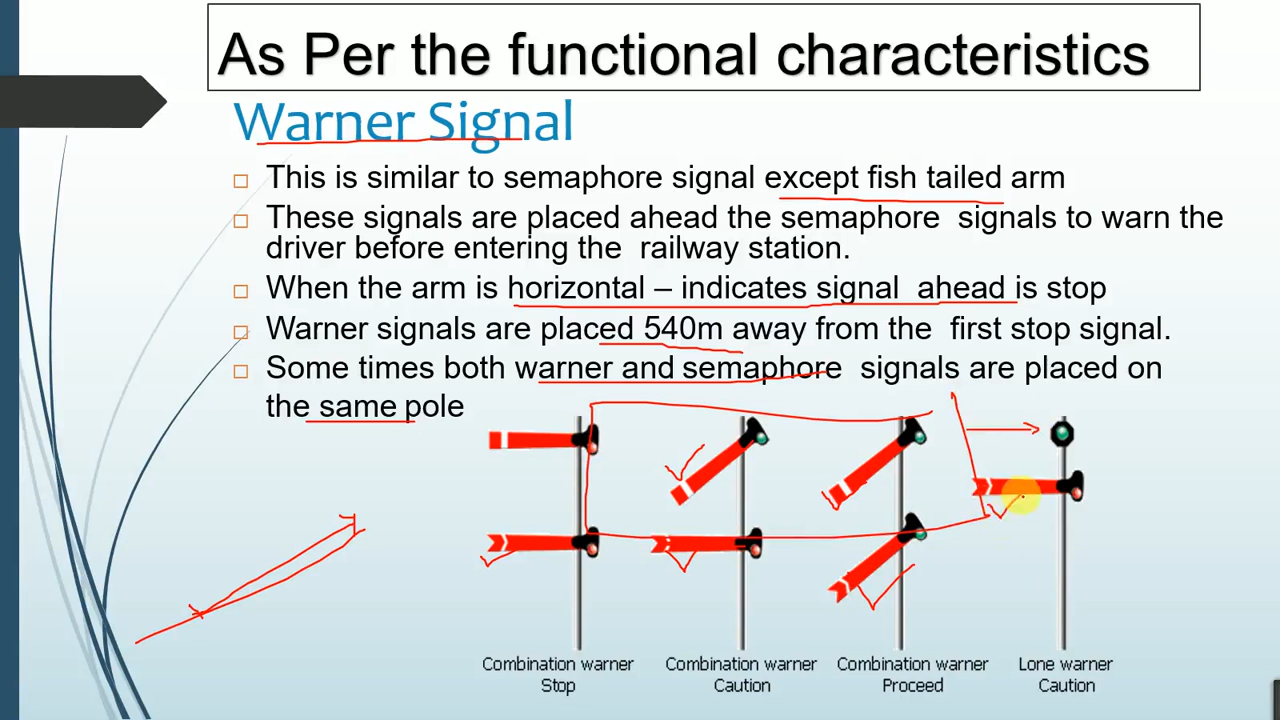 As Per the functional characteristics
Warner Signal
This is similar to semaphore signal except fish tailed arm
These signals are placed ahead the semaphore signals to warn the
driver before entering the railway station.
When the arm is horizontal – indicates signal ahead is stop
Warner signals are placed 540m away from the first stop signal.
Some times both warner and semaphore signals are placed on
the same pole
Combination warner Combination warner Combination warner Lone warner
Stop Caution Proceed Caution